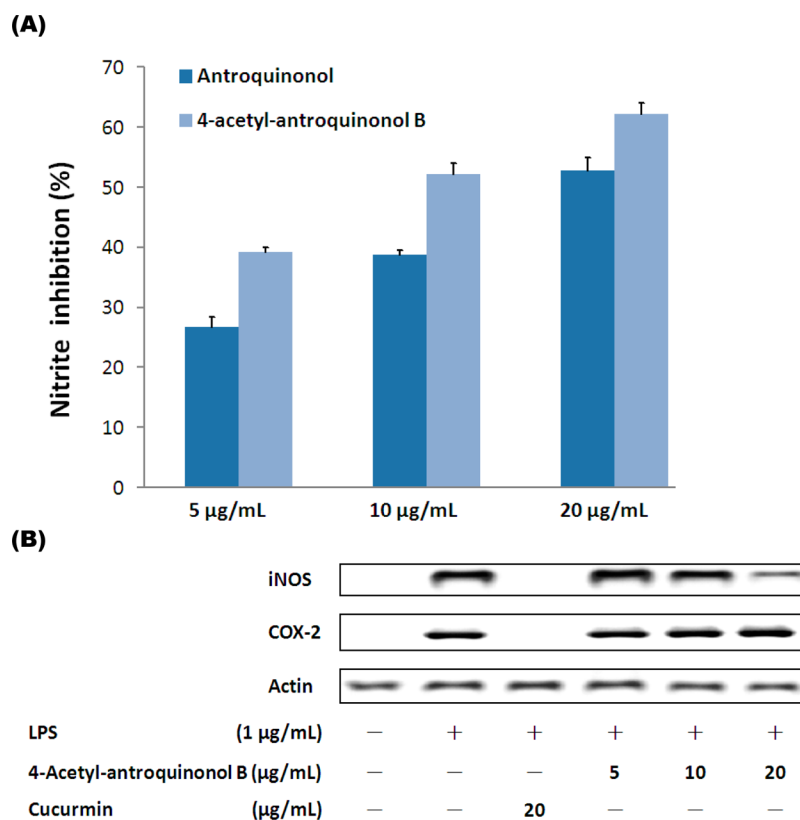 (A)
Nitrite inhibition (%)
70
60
50
40
30
20
10
0
Antroquinonol
4-acetyl-antroquinonol B
5 µg/mL 10 µg/mL 20 µg/mL
(B)
iNOS
COX-2
Actin
LPS (1 µg/mL) — + + + + +
4-Acetyl-antroquinonol B (µg/mL) — — — 5 10 20
Cucurmin (µg/mL) — — 20 — — —